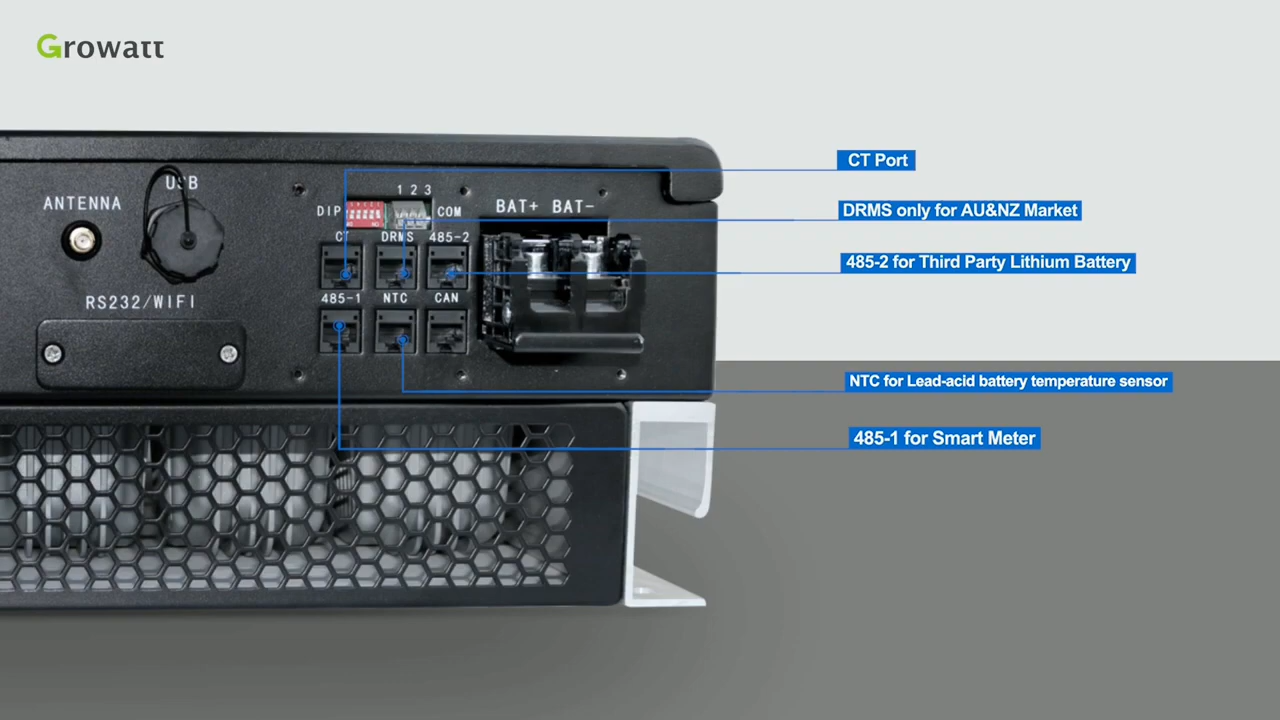 Growatt
CT Port
DRMS only for AU&NZ Market
485-2 for Third Party Lithium Battery
NTC for Lead-acid battery temperature sensor
485-1 for Smart Meter
ANTENNA
USB
RS232/WIFI
1 2 3
DIP
COM
BAT+ BAT-
CT
DRMS
485-2
485-1
NTC
CAN